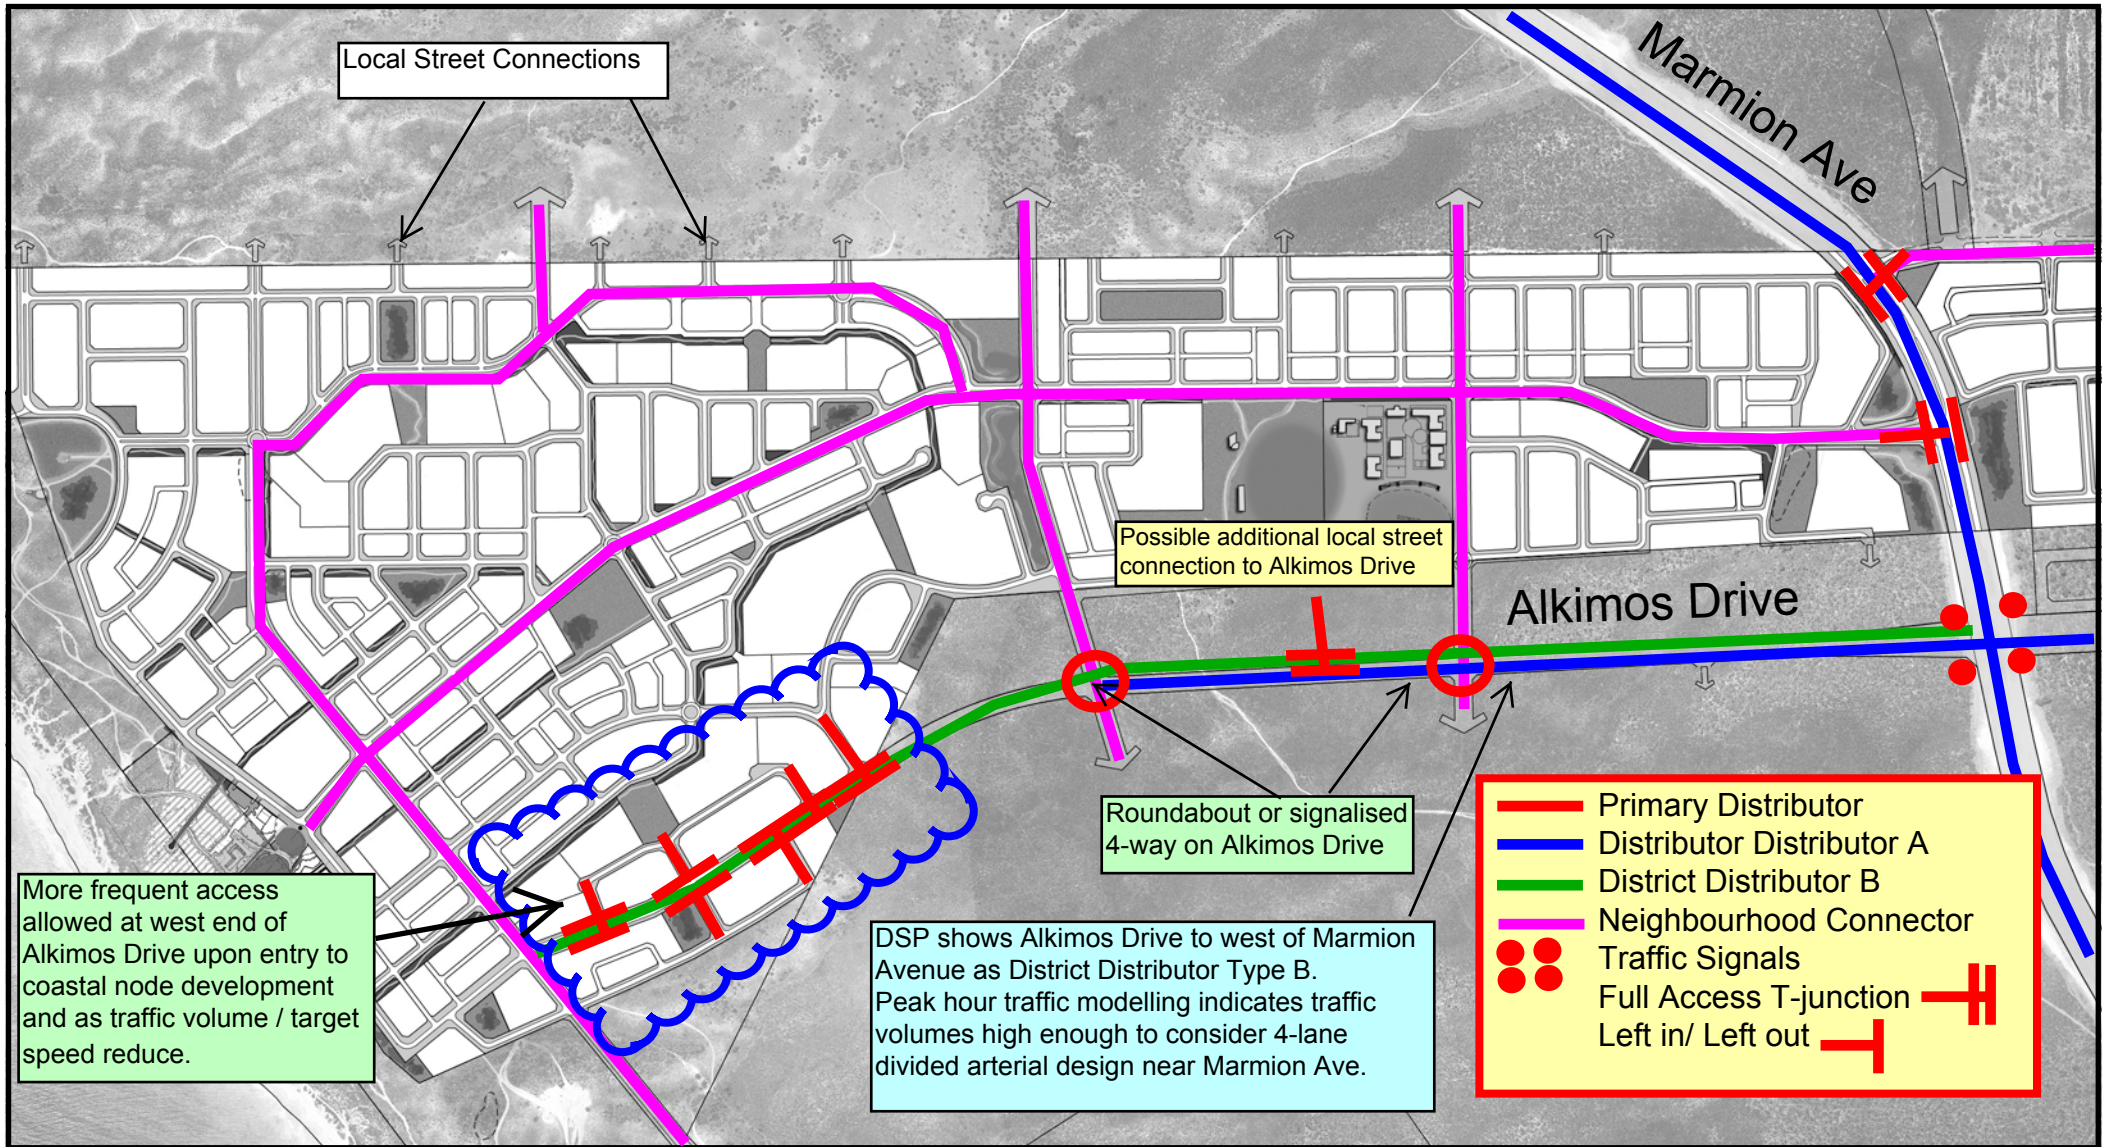 Local Street Connections
Marmion Ave
Possible additional local street
connection to Alkimos Drive
Alkimos Drive
Roundabout or signalised
4-way on Alkimos Drive
More frequent access
allowed at west end of
Alkimos Drive upon entry to
coastal node development
and as traffic volume / target
speed reduce.
DSP shows Alkimos Drive to west of Marmion
Avenue as District Distributor Type B.
Peak hour traffic modelling indicates traffic
volumes high enough to consider 4-lane
divided arterial design near Marmion Ave.
Primary Distributor
Distributor Distributor A
District Distributor B
Neighbourhood Connector
Traffic Signals
Full Access T-junction
Left in/ Left out